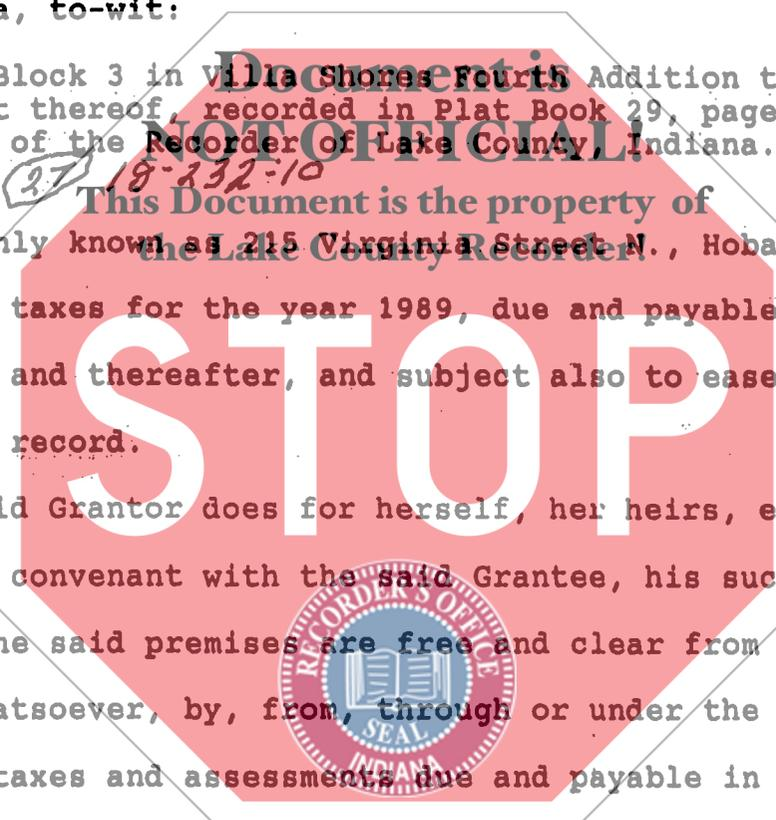 a, to-wit:
Document is
Block 3 in Villa Shores Fourth Addition t
t thereof, recorded in Plat Book 29, page
NOT OFFICIAL!
of the Recorder of Lake County, Indiana.
27 18-232-10
This Document is the property of
nly known as 215 Virginia Street N., Hoba
the Lake County Recorder!
taxes for the year 1989, due and payable
STOP
and thereafter, and subject also to ease
record.
id Grantor does for herself, her heirs, e
convenant with the said Grantee, his suc
RECORDER'S OFFICE
he said premises are free and clear from
atsoever, by, from, through or under the
SEAL
INDIANA
taxes and assessments due and payable in